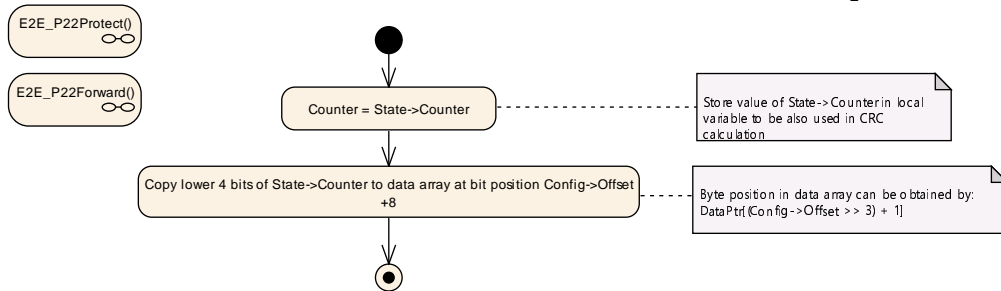 E2E_P22Protect()
E2E_P22Forward()
Counter = State->Counter
Store value of State->Counter in local
variable to be also used in CRC
calculation
Copy lower 4 bits of State->Counter to data array at bit position Config->Offset
+8
Byte position in data array can be obtained by:
DataPtr[(Config->Offset >> 3) + 1]